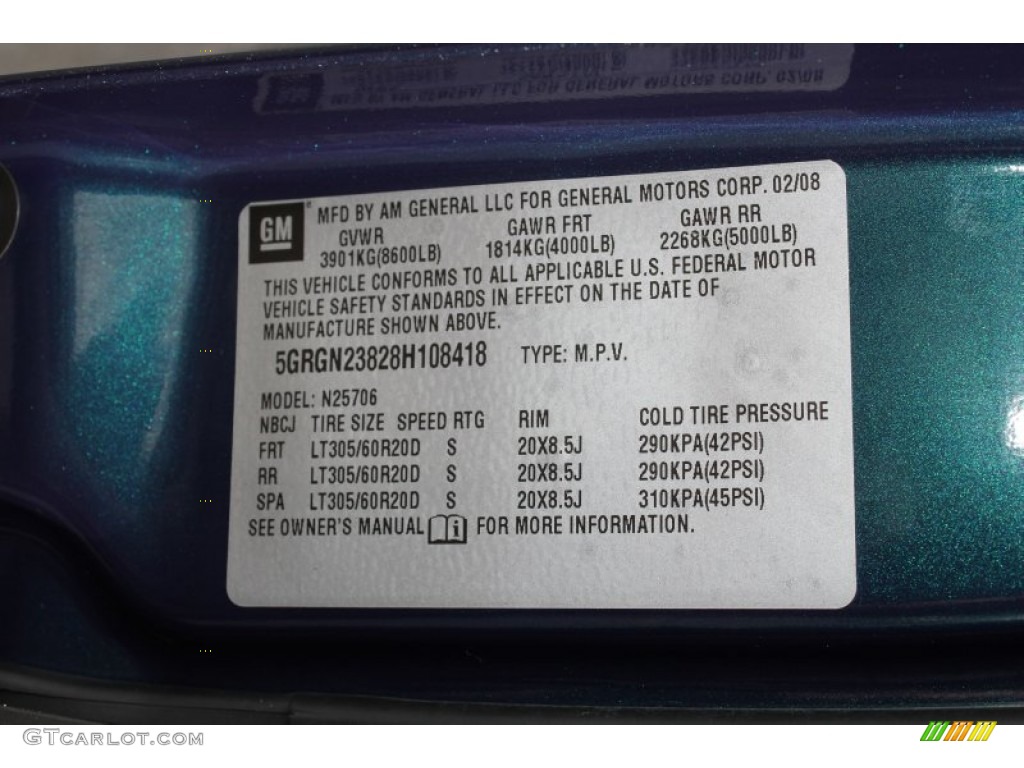 GM ® MFD BY AM GENERAL LLC FOR GENERAL MOTORS CORP. 02/08
GVWR GAWR FRT GAWR RR
3901KG(8600LB) 1814KG(4000LB) 2268KG(5000LB)
THIS VEHICLE CONFORMS TO ALL APPLICABLE U.S. FEDERAL MOTOR
VEHICLE SAFETY STANDARDS IN EFFECT ON THE DATE OF
MANUFACTURE SHOWN ABOVE.
5GRGN23828H108418 TYPE: M.P.V.
MODEL: N25706
NBCJ TIRE SIZE SPEED RTG RIM COLD TIRE PRESSURE
FRT LT305/60R20D S 20X8.5J 290KPA(42PSI)
RR LT305/60R20D S 20X8.5J 290KPA(42PSI)
SPA LT305/60R20D S 20X8.5J 310KPA(45PSI)
SEE OWNER'S MANUAL i FOR MORE INFORMATION.
GTCarlot.com